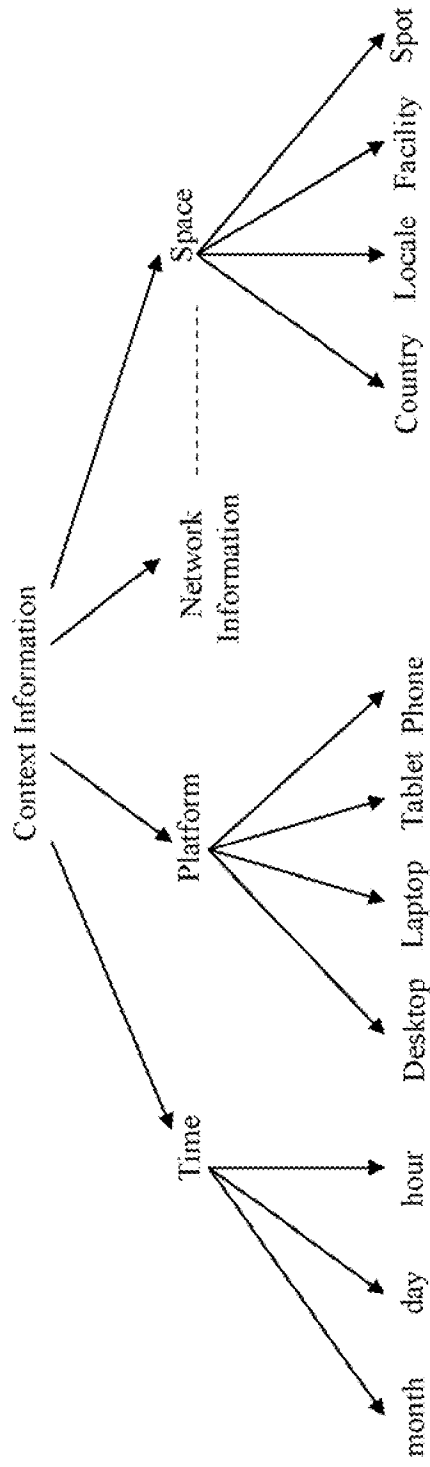 Context Information
Time
Platform
Network
Information
Space
month
day
hour
Desktop
Laptop
Tablet
Phone
Country
Locale
Facility
Spot